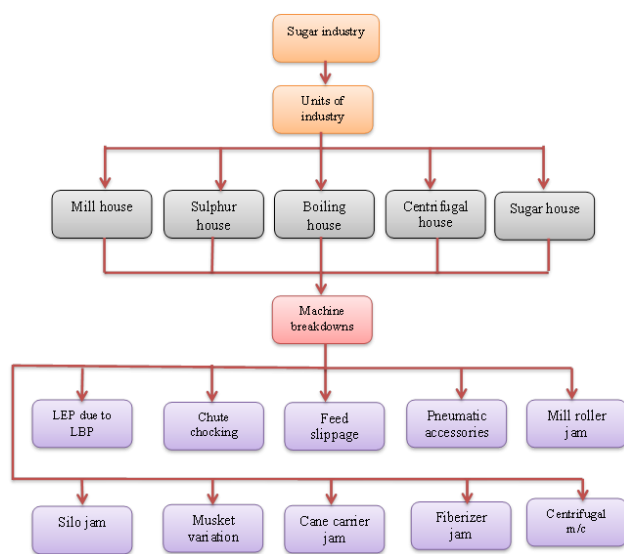 Sugar industry
Units of
industry
Mill house
Sulphur
house
Boiling
house
Centrifugal
house
Sugar house
Machine
breakdowns
LEP due to
LBP
Chute
chocking
Feed
slippage
Pneumatic
accessories
Mill roller
jam
Silo jam
Musket
variation
Cane carrier
jam
Fiberizer
jam
Centrifugal
m/c